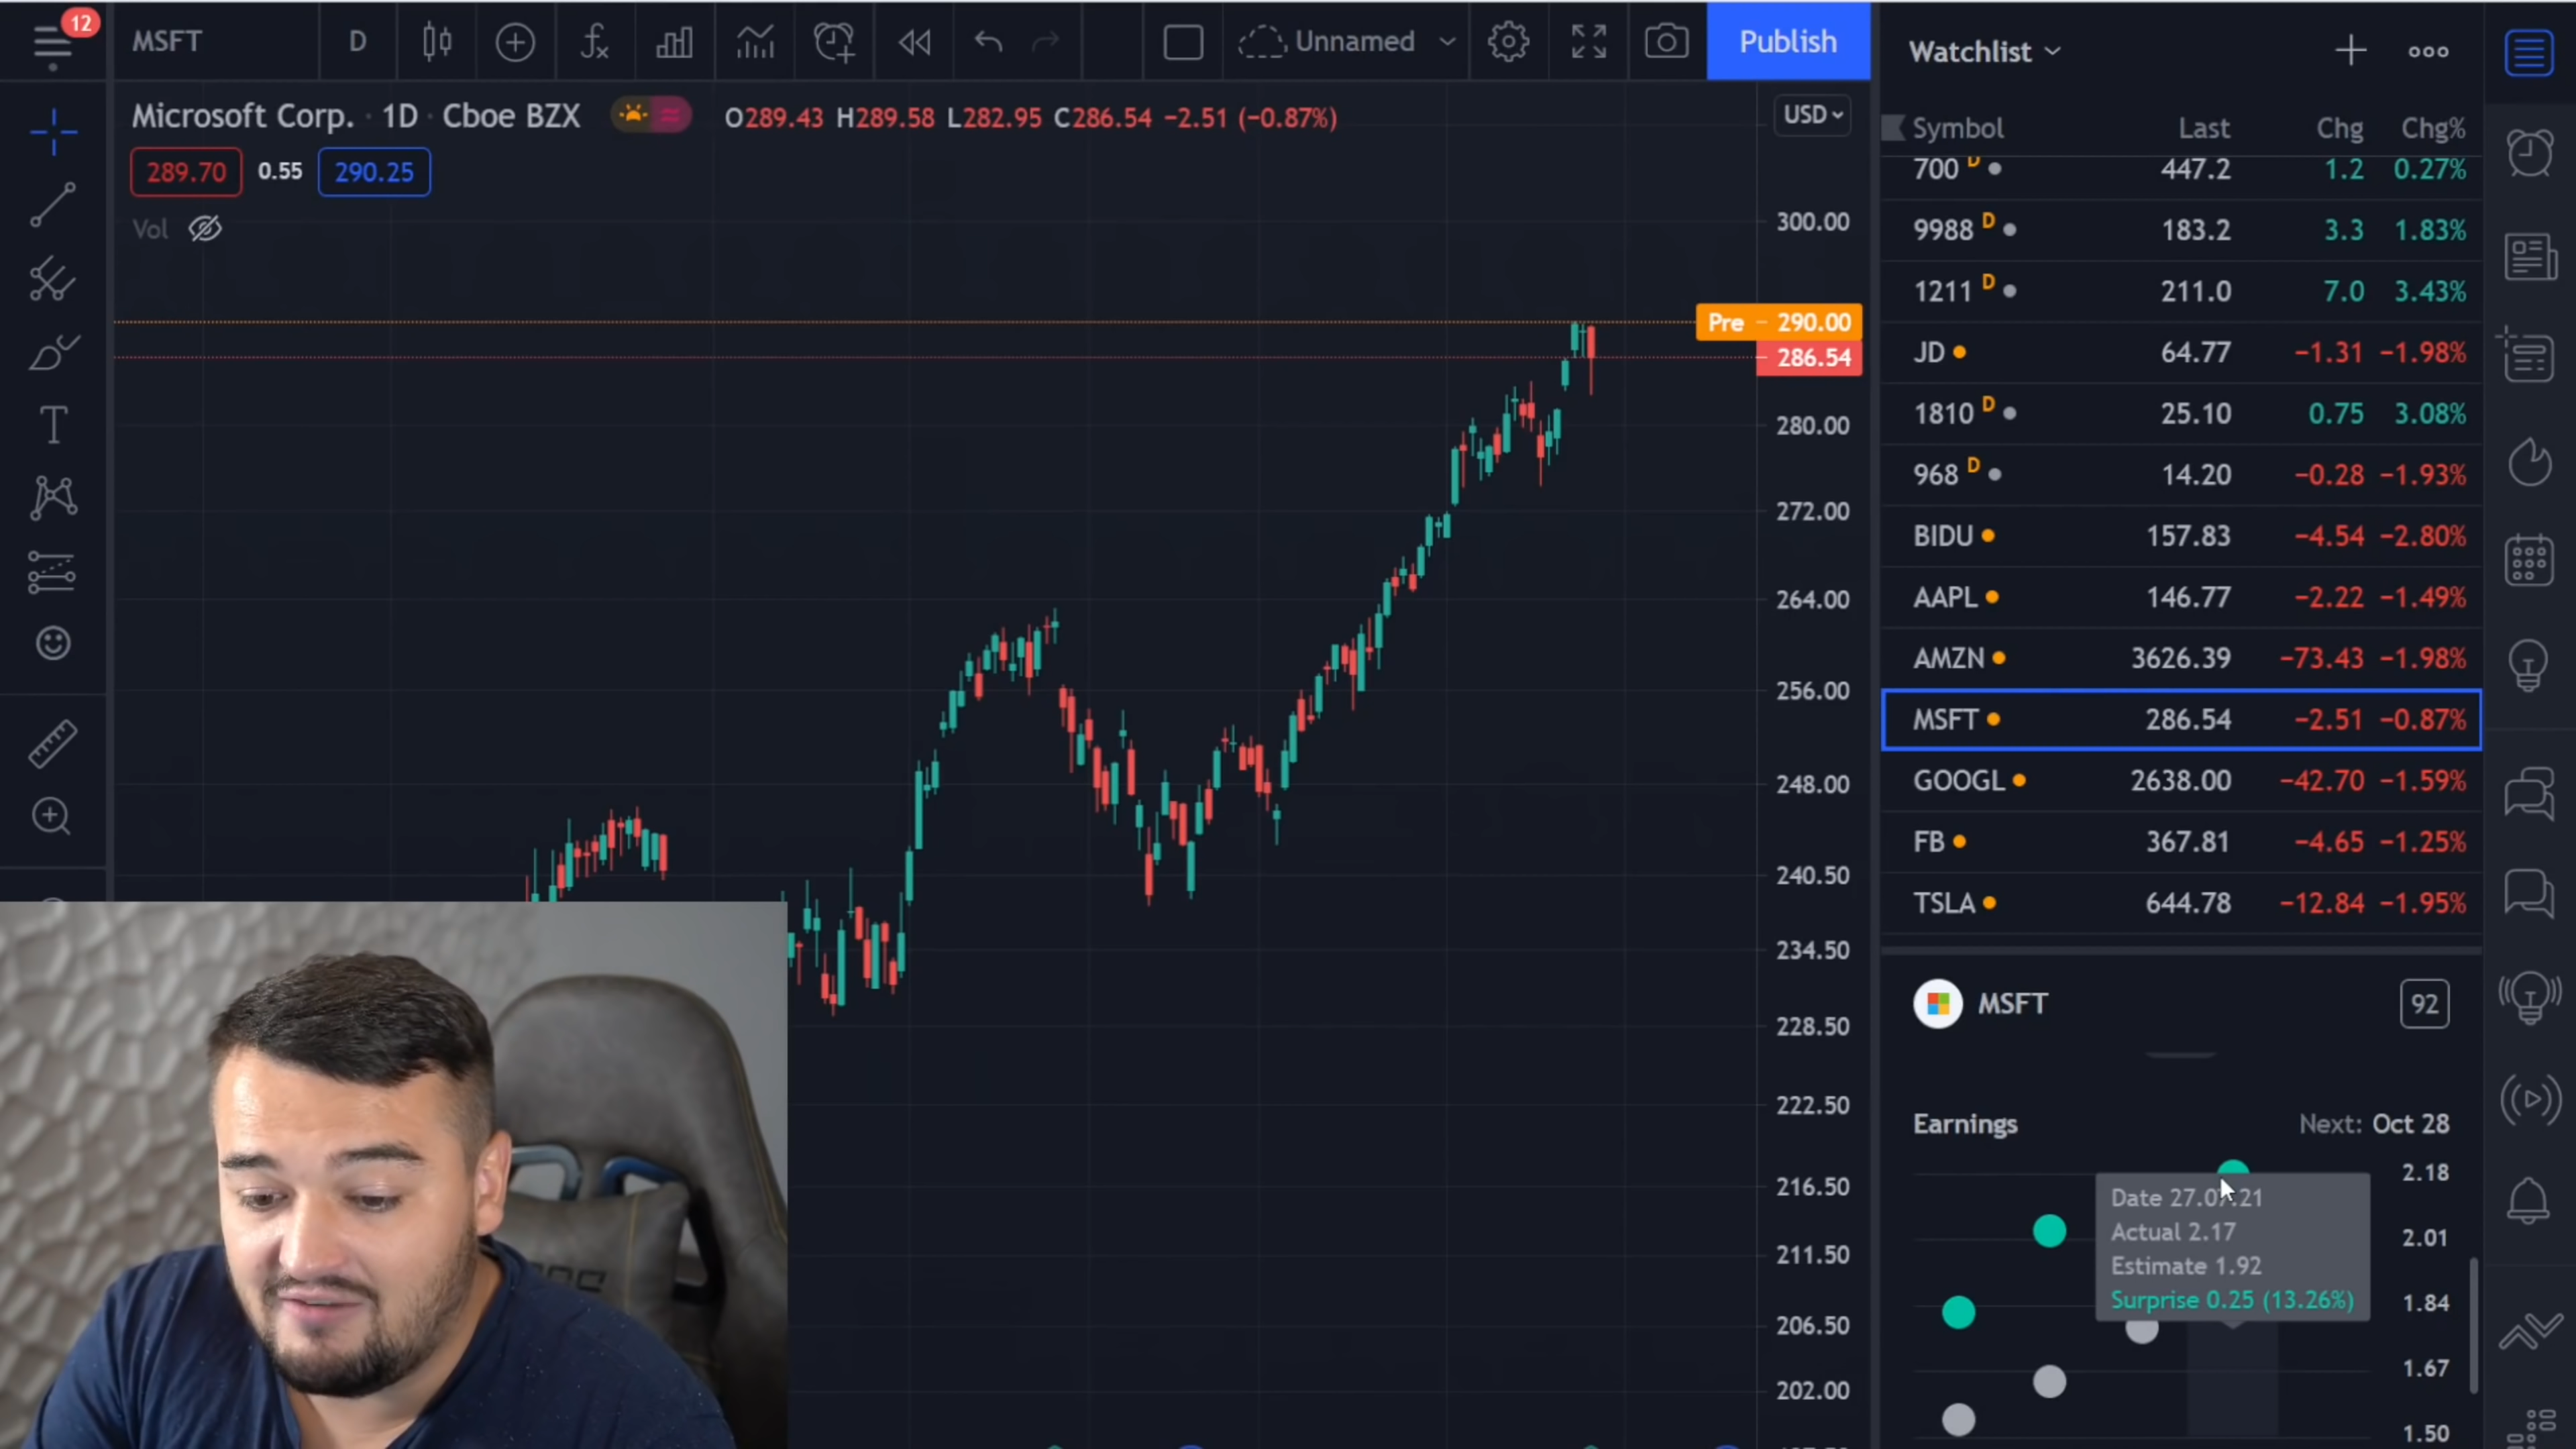 12
MSFT D Unnamed Publish
Microsoft Corp. · 1D · Cboe BZX O289.43 H289.58 L282.95 C286.54 −2.51 (−0.87%)
USD
289.70 0.55 290.25
Vol
300.00
Pre 290.00
286.54
280.00
272.00
264.00
256.00
248.00
240.50
234.50
228.50
222.50
216.50
211.50
206.50
202.00
Watchlist
Symbol Last Chg Chg%
700 D 447.2 1.2 0.27%
9988 D 183.2 3.3 1.83%
1211 D 211.0 7.0 3.43%
JD 64.77 −1.31 −1.98%
1810 D 25.10 0.75 3.08%
968 D 14.20 −0.28 −1.93%
BIDU 157.83 −4.54 −2.80%
AAPL 146.77 −2.22 −1.49%
AMZN 3626.39 −73.43 −1.98%
MSFT 286.54 −2.51 −0.87%
GOOGL 2638.00 −42.70 −1.59%
FB 367.81 −4.65 −1.25%
TSLA 644.78 −12.84 −1.95%
MSFT 92
Earnings Next: Oct 28
2.18
Date 27.07.21
Actual 2.17
2.01
Estimate 1.92
Surprise 0.25 (13.26%)
1.84
1.67
1.50